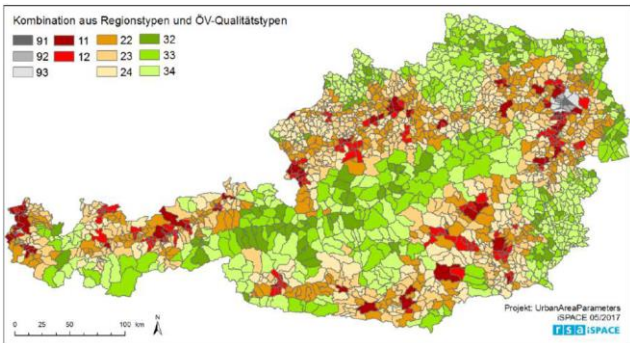 Kombination aus Regionstypen und ÖV-Qualitätstypen
91 11 22 32
92 12 23 33
93 24 34
0 25 50 100 km
N
Projekt: UrbanAreaParameters
iSPACE 05/2017
rsa iSPACE